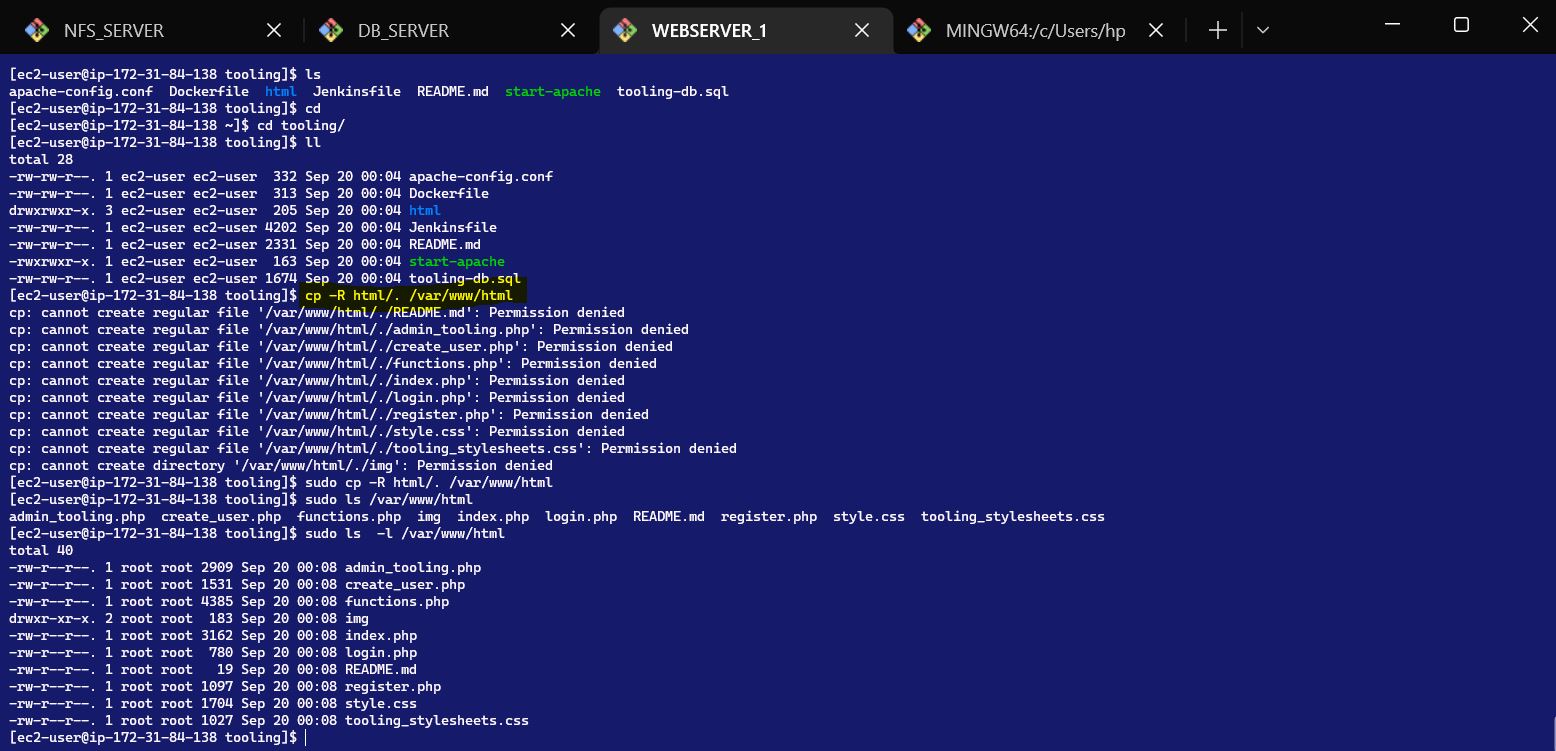 NFS_SERVER DB_SERVER WEBSERVER_1 MINGW64:/c/Users/hp
[ec2-user@ip-172-31-84-138 tooling]$ ls
apache-config.conf  Dockerfile  html  Jenkinsfile  README.md  start-apache  tooling-db.sql
[ec2-user@ip-172-31-84-138 tooling]$ cd
[ec2-user@ip-172-31-84-138 ~]$ cd tooling/
[ec2-user@ip-172-31-84-138 tooling]$ ll
total 28
-rw-rw-r--. 1 ec2-user ec2-user  332 Sep 20 00:04 apache-config.conf
-rw-rw-r--. 1 ec2-user ec2-user  313 Sep 20 00:04 Dockerfile
drwxrwxr-x. 3 ec2-user ec2-user  205 Sep 20 00:04 html
-rw-rw-r--. 1 ec2-user ec2-user 4202 Sep 20 00:04 Jenkinsfile
-rw-rw-r--. 1 ec2-user ec2-user 2331 Sep 20 00:04 README.md
-rwxrwxr-x. 1 ec2-user ec2-user  163 Sep 20 00:04 start-apache
-rw-rw-r--. 1 ec2-user ec2-user 1674 Sep 20 00:04 tooling-db.sql
[ec2-user@ip-172-31-84-138 tooling]$ cp -R html/. /var/www/html
cp: cannot create regular file '/var/www/html/./README.md': Permission denied
cp: cannot create regular file '/var/www/html/./admin_tooling.php': Permission denied
cp: cannot create regular file '/var/www/html/./create_user.php': Permission denied
cp: cannot create regular file '/var/www/html/./functions.php': Permission denied
cp: cannot create regular file '/var/www/html/./index.php': Permission denied
cp: cannot create regular file '/var/www/html/./login.php': Permission denied
cp: cannot create regular file '/var/www/html/./register.php': Permission denied
cp: cannot create regular file '/var/www/html/./style.css': Permission denied
cp: cannot create regular file '/var/www/html/./tooling_stylesheets.css': Permission denied
cp: cannot create directory '/var/www/html/./img': Permission denied
[ec2-user@ip-172-31-84-138 tooling]$ sudo cp -R html/. /var/www/html
[ec2-user@ip-172-31-84-138 tooling]$ sudo ls /var/www/html
admin_tooling.php  create_user.php  functions.php  img  index.php  login.php  README.md  register.php  style.css  tooling_stylesheets.css
[ec2-user@ip-172-31-84-138 tooling]$ sudo ls  -l /var/www/html
total 40
-rw-r--r--. 1 root root 2909 Sep 20 00:08 admin_tooling.php
-rw-r--r--. 1 root root 1531 Sep 20 00:08 create_user.php
-rw-r--r--. 1 root root 4385 Sep 20 00:08 functions.php
drwxr-xr-x. 2 root root  183 Sep 20 00:08 img
-rw-r--r--. 1 root root 3162 Sep 20 00:08 index.php
-rw-r--r--. 1 root root  780 Sep 20 00:08 login.php
-rw-r--r--. 1 root root   19 Sep 20 00:08 README.md
-rw-r--r--. 1 root root 1097 Sep 20 00:08 register.php
-rw-r--r--. 1 root root 1704 Sep 20 00:08 style.css
-rw-r--r--. 1 root root 1027 Sep 20 00:08 tooling_stylesheets.css
[ec2-user@ip-172-31-84-138 tooling]$